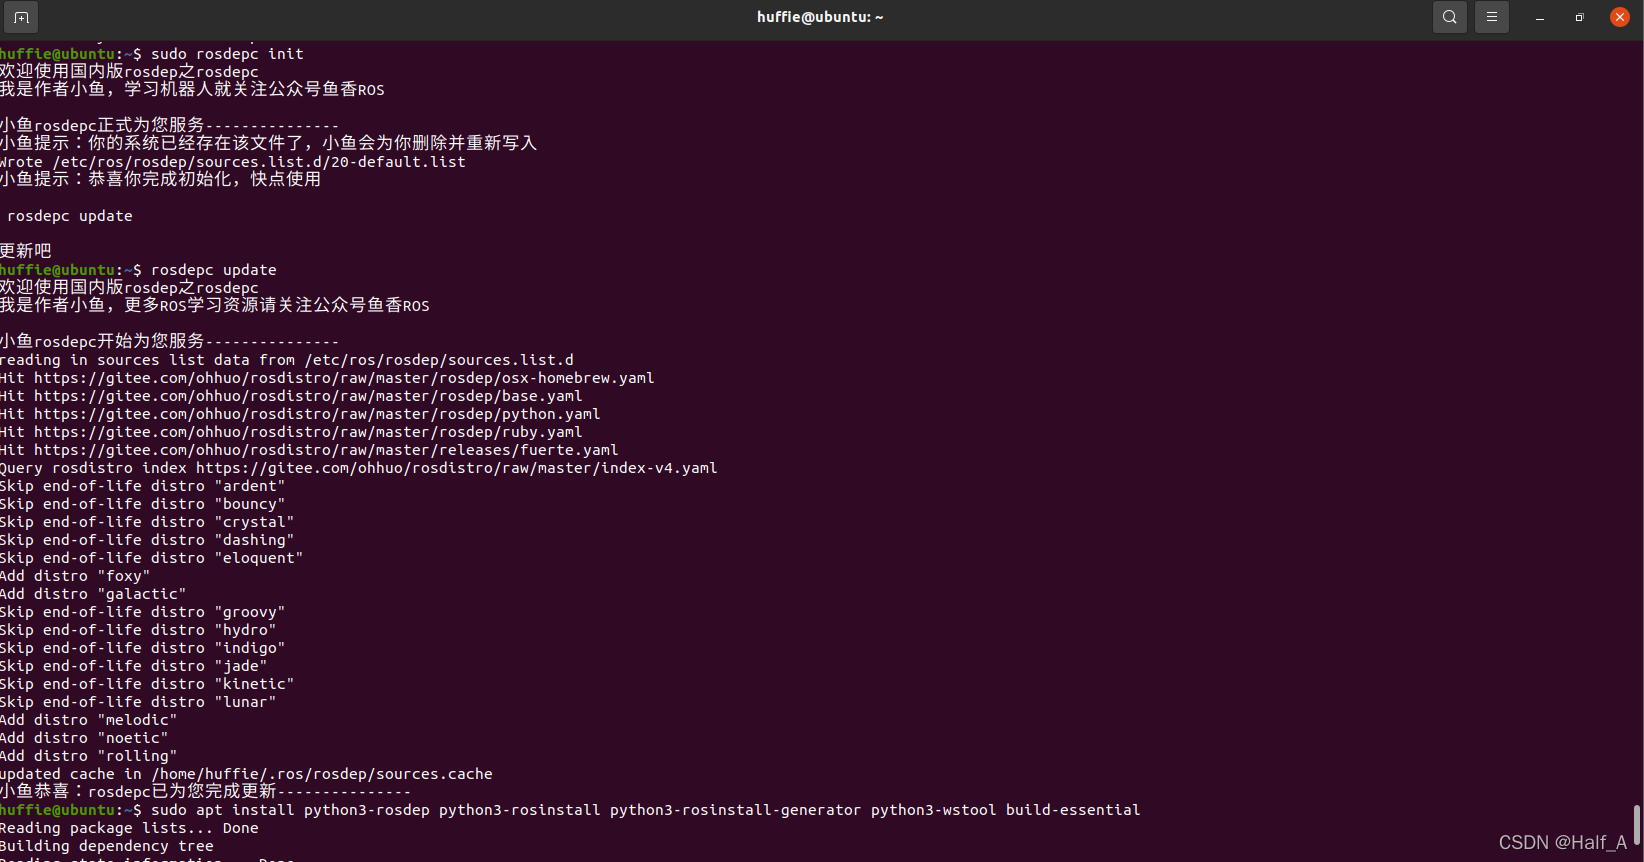 huffie@ubuntu: ~
huffie@ubuntu:~$ sudo rosdepc init
欢迎使用国内版rosdep之rosdepc
我是作者小鱼，学习机器人就关注公众号鱼香ROS
小鱼rosdepc正式为您服务---------------
小鱼提示：你的系统已经存在该文件了，小鱼会为你删除并重新写入
Wrote /etc/ros/rosdep/sources.list.d/20-default.list
小鱼提示：恭喜你完成初始化，快点使用
rosdepc update
更新吧
huffie@ubuntu:~$ rosdepc update
欢迎使用国内版rosdep之rosdepc
我是作者小鱼，更多ROS学习资源请关注公众号鱼香ROS
小鱼rosdepc开始为您服务---------------
reading in sources list data from /etc/ros/rosdep/sources.list.d
Hit https://gitee.com/ohhuo/rosdistro/raw/master/rosdep/osx-homebrew.yaml
Hit https://gitee.com/ohhuo/rosdistro/raw/master/rosdep/base.yaml
Hit https://gitee.com/ohhuo/rosdistro/raw/master/rosdep/python.yaml
Hit https://gitee.com/ohhuo/rosdistro/raw/master/rosdep/ruby.yaml
Hit https://gitee.com/ohhuo/rosdistro/raw/master/releases/fuerte.yaml
Query rosdistro index https://gitee.com/ohhuo/rosdistro/raw/master/index-v4.yaml
Skip end-of-life distro "ardent"
Skip end-of-life distro "bouncy"
Skip end-of-life distro "crystal"
Skip end-of-life distro "dashing"
Skip end-of-life distro "eloquent"
Add distro "foxy"
Add distro "galactic"
Skip end-of-life distro "groovy"
Skip end-of-life distro "hydro"
Skip end-of-life distro "indigo"
Skip end-of-life distro "jade"
Skip end-of-life distro "kinetic"
Skip end-of-life distro "lunar"
Add distro "melodic"
Add distro "noetic"
Add distro "rolling"
updated cache in /home/huffie/.ros/rosdep/sources.cache
小鱼恭喜：rosdepc已为您完成更新---------------
huffie@ubuntu:~$ sudo apt install python3-rosdep python3-rosinstall python3-rosinstall-generator python3-wstool build-essential
Reading package lists... Done
Building dependency tree
CSDN @Half_A